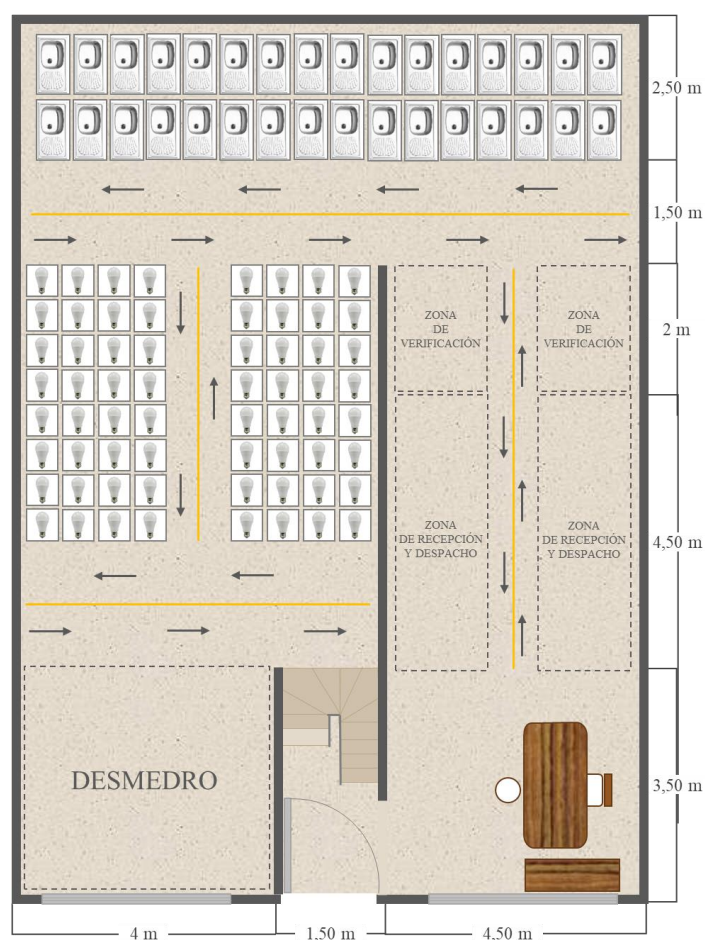 2,50 m
1,50 m
ZONA
DE
VERIFICACIÓN
ZONA
DE
VERIFICACIÓN
2 m
ZONA
DE RECEPCIÓN
Y DESPACHO
ZONA
DE RECEPCIÓN
Y DESPACHO
4,50 m
DESMEDRO
3,50 m
4 m
1,50 m
4,50 m